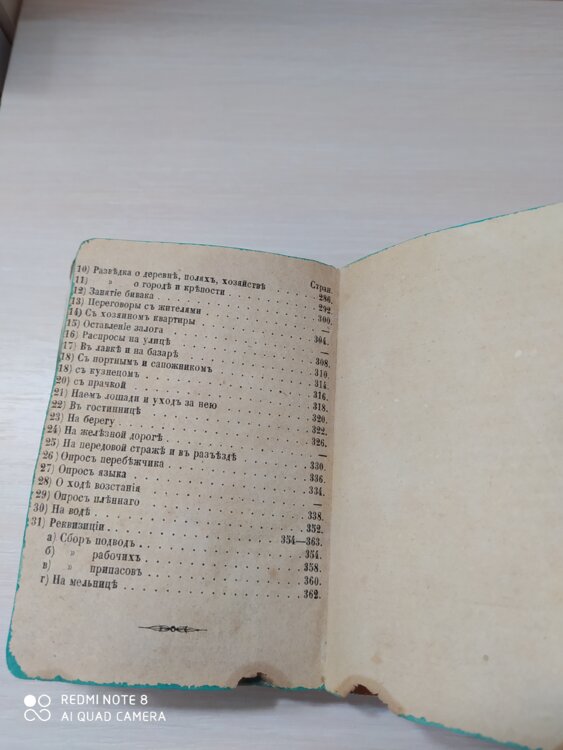 Стран.
10) Развѣдка о деревнѣ, поляхъ, хозяйствѣ . . 286.
11) » о городѣ и крѣпости . . . . . . 292.
12) Занятіе бивака . . . . . . 300.
13) Переговоры съ жителями . . . . . . —
14) Съ хозяиномъ квартиры . . . . . . 304.
15) Оставленіе залога . . . . . . —
16) Распросы на улицѣ . . . . . . 308.
17) Въ лавкѣ и на базарѣ . . . . . . 310.
18) Съ портнымъ и сапожникомъ . . . . . . 314.
18) съ кузнецомъ . . . . . . 316.
20) съ прачкой . . . . . . 318.
21) Наемъ лошади и уходъ за нею . . . . . . 320.
22) Въ гостинницѣ . . . . . . 322.
23) На берегу . . . . . . 326.
24) На желѣзной дорогѣ . . . . . . —
25) На передовой стражѣ и въ разъѣздѣ . . . . . . 330.
26) Опросъ перебѣжчика . . . . . . 336.
27) Опросъ языка . . . . . . 334.
28) О ходѣ возстанія . . . . . . —
29) Опросъ плѣннаго . . . . . . 338.
30) На водѣ . . . . . . 352.
31) Реквизиціи . . . . . . 354—363.
а) Сборъ подводъ . . . . . . 354.
б) » рабочихъ . . . . . . 358.
в) » припасовъ . . . . . . 360.
г) На мельницѣ . . . . . . 362.
REDMI NOTE 8
AI QUAD CAMERA